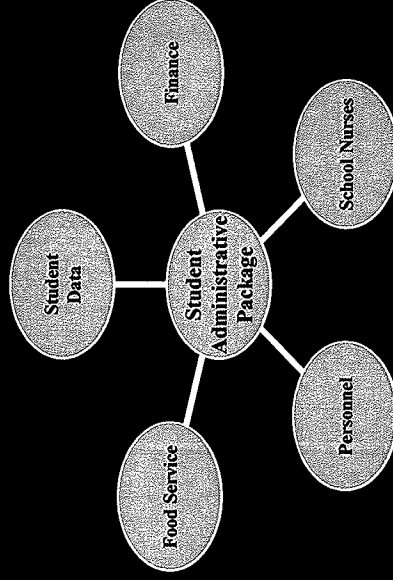 Student
Data
Food Service
Student
Administrative
Package
Finance
Personnel
School Nurses